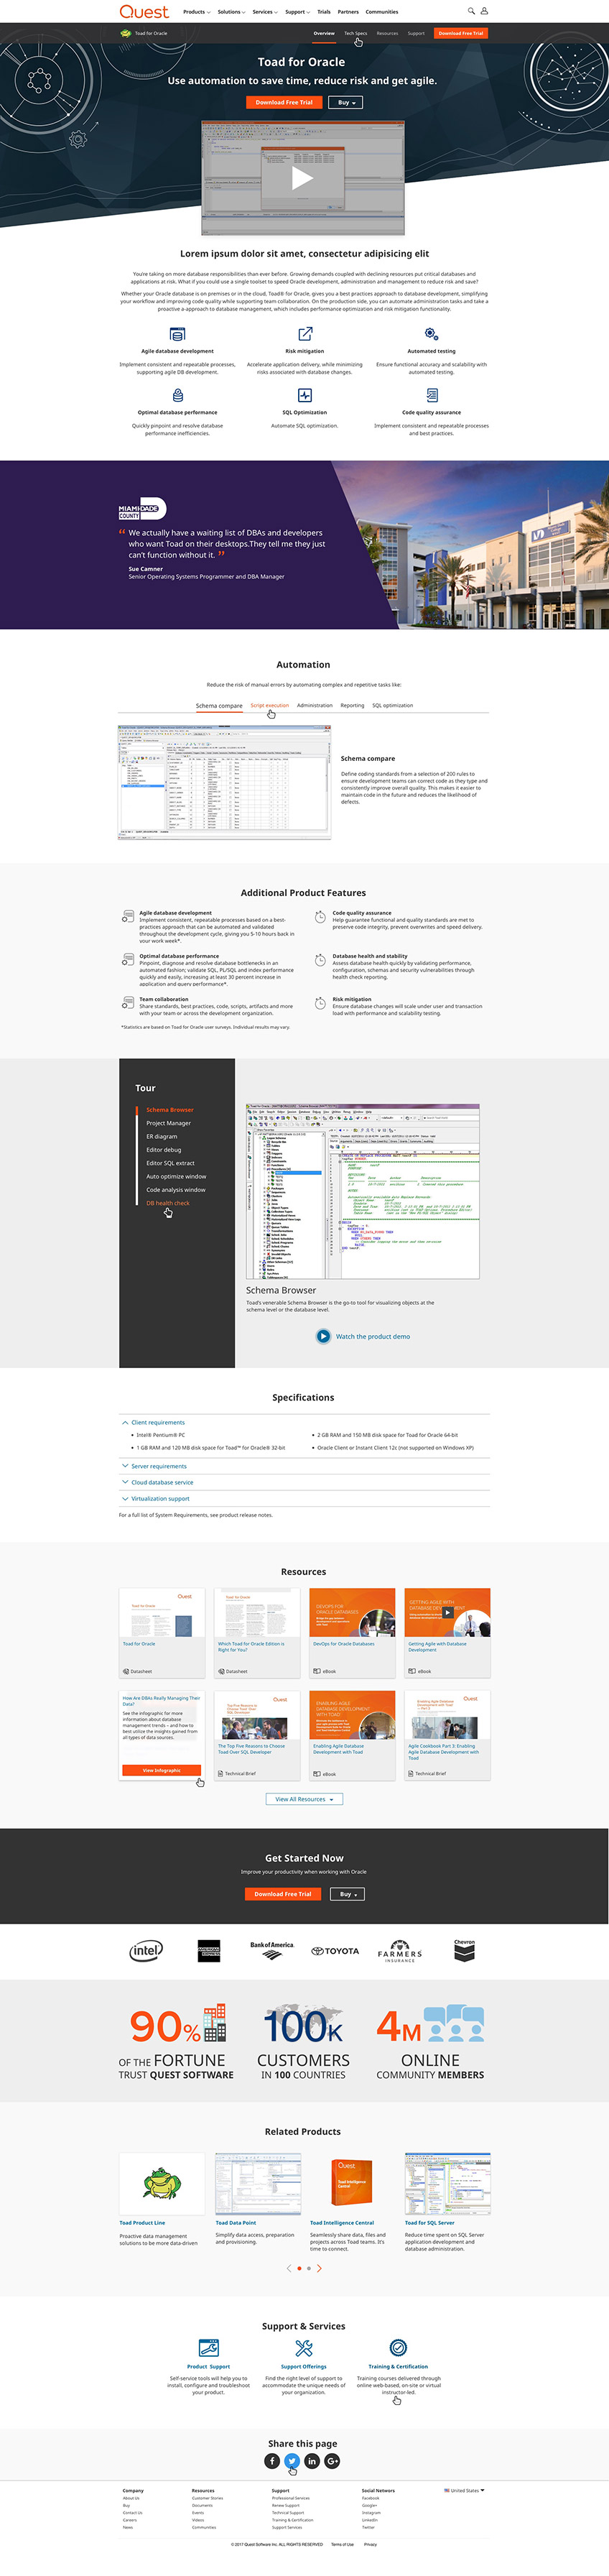 Quest
Products Solutions Services Support Trials Partners Communities
Toad for Oracle
Overview Tech Specs Resources Support Download Free Trial
Toad for Oracle
Use automation to save time, reduce risk and get agile.
Download Free Trial Buy
Lorem ipsum dolor sit amet, consectetur adipisicing elit
You're taking on more database responsibilities than ever before. Growing demands coupled with declining resources put critical databases and
applications at risk. What if you could use a single toolset to speed Oracle development, administration and management to reduce risk and save?
Whether your Oracle database is on premises or in the cloud, Toad® for Oracle, gives you a best practices approach to database development, simplifying
your workflow and improving code quality while supporting team collaboration. On the production side, you can automate administration tasks and take a
proactive a-approach to database management, which includes performance optimization and risk mitigation functionality.
Agile database development
Implement consistent and repeatable processes,
supporting agile DB development.
Risk mitigation
Accelerate application delivery, while minimizing
risks associated with database changes.
Automated testing
Ensure functional accuracy and scalability with
automated testing.
Optimal database performance
Quickly pinpoint and resolve database
performance inefficiencies.
SQL Optimization
Automate SQL optimization.
Code quality assurance
Implement consistent and repeatable processes
and best practices.
MIAMI-DADE
COUNTY
“ We actually have a waiting list of DBAs and developers
who want Toad on their desktops.They tell me they just
can't function without it. ”
Sue Camner
Senior Operating Systems Programmer and DBA Manager
Automation
Reduce the risk of manual errors by automating complex and repetitive tasks like:
Schema compare Script execution Administration Reporting SQL optimization
Schema compare
Define coding standards from a selection of 200 rules to
ensure development teams can correct code as they type and
consistently improve overall quality. This makes it easier to
maintain code in the future and reduces the likelihood of
defects.
Additional Product Features
Agile database development
Implement consistent, repeatable processes based on a best-
practices approach that can be automated and validated
throughout the development cycle, giving you 5-10 hours back in
your work week*.
Code quality assurance
Help guarantee functional and quality standards are met to
preserve code integrity, prevent overwrites and speed delivery.
Optimal database performance
Pinpoint, diagnose and resolve database bottlenecks in an
automated fashion; validate SQL, PL/SQL and index performance
quickly and easily, increasing at least 30 percent increase in
application and query performance*.
Database health and stability
Assess database health quickly by validating performance,
configuration, schemas and security vulnerabilities through
health check reporting.
Team collaboration
Share standards, best practices, code, scripts, artifacts and more
with your team or across the development organization.
Risk mitigation
Ensure database changes will scale under user and transaction
load with performance and scalability testing.
*Statistics are based on Toad for Oracle user surveys. Individual results may vary.
Tour
Schema Browser
Project Manager
ER diagram
Editor debug
Editor SQL extract
Auto optimize window
Code analysis window
DB health check
Schema Browser
Toad's venerable Schema Browser is the go-to tool for visualizing objects at the
schema level or the database level.
Watch the product demo
Specifications
Client requirements
• Intel® Pentium® PC
• 2 GB RAM and 150 MB disk space for Toad for Oracle 64-bit
• 1 GB RAM and 120 MB disk space for Toad™ for Oracle® 32-bit
• Oracle Client or Instant Client 12c (not supported on Windows XP)
Server requirements
Cloud database service
Virtualization support
For a full list of System Requirements, see product release notes.
Resources
Quest
Toad for Oracle
Datasheet
Which Toad for Oracle Edition is
Right for You?
Datasheet
DEVOPS FOR
ORACLE DATABASES
DevOps for Oracle Databases
eBook
GETTING AGILE WITH
DATABASE DEVELOPMENT
Getting Agile with Database
Development
eBook
How Are DBAs Really Managing Their
Data?
See the infographic for more
information about database
management trends – and how to
best utilize the insights gained from
all types of data sources.
View Infographic
Quest
Top Five Reasons to
Choose Toad Over
SQL Developer
The Top Five Reasons to Choose
Toad Over SQL Developer
Technical Brief
ENABLING AGILE
DATABASE DEVELOPMENT
WITH TOAD
Enabling Agile Database
Development with Toad
eBook
Quest
Agile Cookbook Part 3: Enabling
Agile Database Development with
Toad
Technical Brief
View All Resources
Get Started Now
Improve your productivity when working with Oracle
Download Free Trial Buy
intel
AMERICAN EXPRESS
Bank of America
TOYOTA
FARMERS
INSURANCE
Chevron
90%
OF THE FORTUNE
TRUST QUEST SOFTWARE
100K
CUSTOMERS
IN 100 COUNTRIES
4M
ONLINE
COMMUNITY MEMBERS
Related Products
Toad Product Line
Proactive data management
solutions to be more data-driven
Toad Data Point
Simplify data access, preparation
and provisioning.
Quest
Toad Intelligence
Central
Toad Intelligence Central
Seamlessly share data, files and
projects across Toad teams. It's
time to connect.
Toad for SQL Server
Reduce time spent on SQL Server
application development and
database administration.
Support & Services
Product Support
Self-service tools will help you to
install, configure and troubleshoot
your product.
Support Offerings
Find the right level of support to
accommodate the unique needs of
your organization.
Training & Certification
Training courses delivered through
online web-based, on-site or virtual
instructor-led.
Share this page
Company
About Us
Buy
Contact Us
Careers
News
Resources
Customer Stories
Documents
Events
Videos
Communities
Support
Professional Services
Renew Support
Technical Support
Training & Certification
Support Services
Social Networks
Facebook
Google+
Instagram
LinkedIn
Twitter
United States
© 2017 Quest Software Inc. ALL RIGHTS RESERVED Terms of Use Privacy